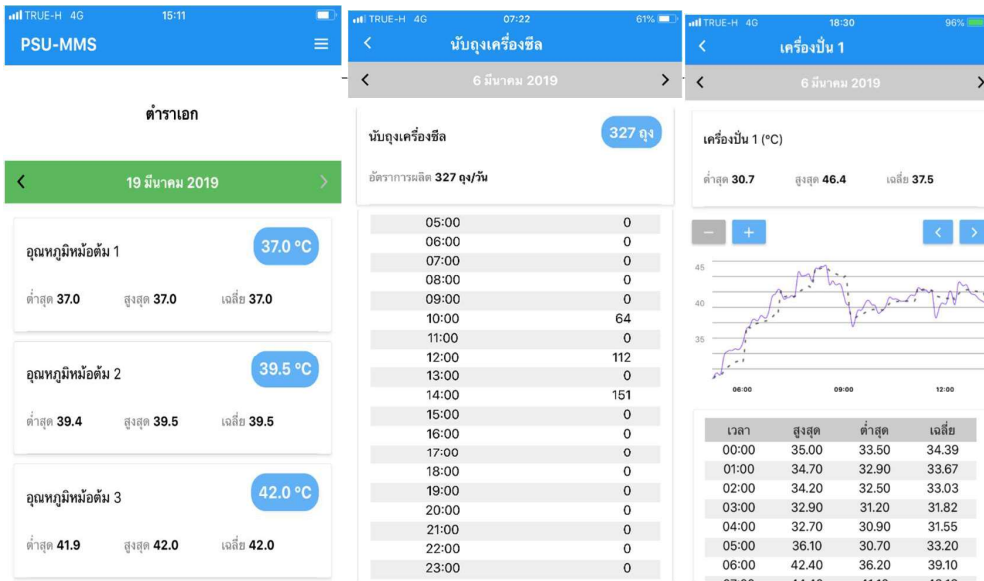 TRUE-H 4G 15:11
PSU-MMS
ตำราเอก
19 มีนาคม 2019
อุณหภูมิหม้อต้ม 1 37.0 °C
ต่ำสุด 37.0 สูงสุด 37.0 เฉลี่ย 37.0
อุณหภูมิหม้อต้ม 2 39.5 °C
ต่ำสุด 39.4 สูงสุด 39.5 เฉลี่ย 39.5
อุณหภูมิหม้อต้ม 3 42.0 °C
ต่ำสุด 41.9 สูงสุด 42.0 เฉลี่ย 42.0
TRUE-H 4G 07:22 61%
นับถุงเครื่องซีล
6 มีนาคม 2019
นับถุงเครื่องซีล 327 ถุง
อัตราการผลิต 327 ถุง/วัน
05:00 0
06:00 0
07:00 0
08:00 0
09:00 0
10:00 64
11:00 0
12:00 112
13:00 0
14:00 151
15:00 0
16:00 0
17:00 0
18:00 0
19:00 0
20:00 0
21:00 0
22:00 0
23:00 0
TRUE-H 4G 18:30 96%
เครื่องปั่น 1
6 มีนาคม 2019
เครื่องปั่น 1 (°C)
ต่ำสุด 30.7 สูงสุด 46.4 เฉลี่ย 37.5
45
40
35
06:00 09:00 12:00
เวลา สูงสุด ต่ำสุด เฉลี่ย
00:00 35.00 33.50 34.39
01:00 34.70 32.90 33.67
02:00 34.20 32.50 33.03
03:00 32.90 31.20 31.82
04:00 32.70 30.90 31.55
05:00 36.10 30.70 33.20
06:00 42.40 36.20 39.10